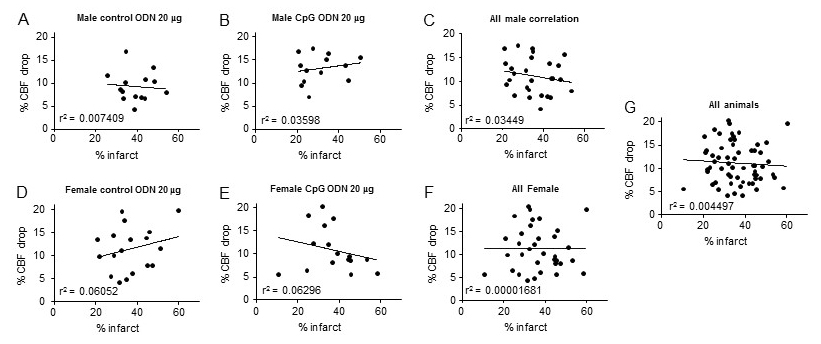 A
Male control ODN 20 µg
20
15
10
5
0
% CBF drop
r² = 0.007409
0
20
40
60
% infarct
B
Male CpG ODN 20 µg
20
15
10
5
0
% CBF drop
r² = 0.03598
0
20
40
60
% infarct
C
All male correlation
20
15
10
5
0
% CBF drop
r² = 0.03449
0
20
40
60
% infarct
D
Female control ODN 20 µg
20
15
10
5
0
% CBF drop
r² = 0.06052
0
20
40
60
% infarct
E
Female CpG ODN 20 µg
20
15
10
5
0
% CBF drop
r² = 0.06296
0
20
40
60
% infarct
F
All Female
20
15
10
5
0
% CBF drop
r² = 0.00001681
0
20
40
60
% infarct
G
All animals
20
15
10
5
0
% CBF drop
r² = 0.004497
0
20
40
60
% infarct